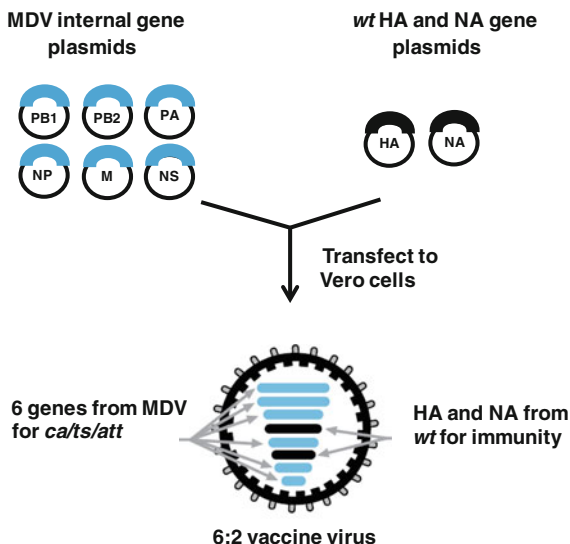 MDV internal gene
plasmids
wt HA and NA gene
plasmids
PB1 PB2 PA
NP M NS
HA NA
Transfect to
Vero cells
6 genes from MDV
for ca/ts/att
HA and NA from
wt for immunity
6:2 vaccine virus